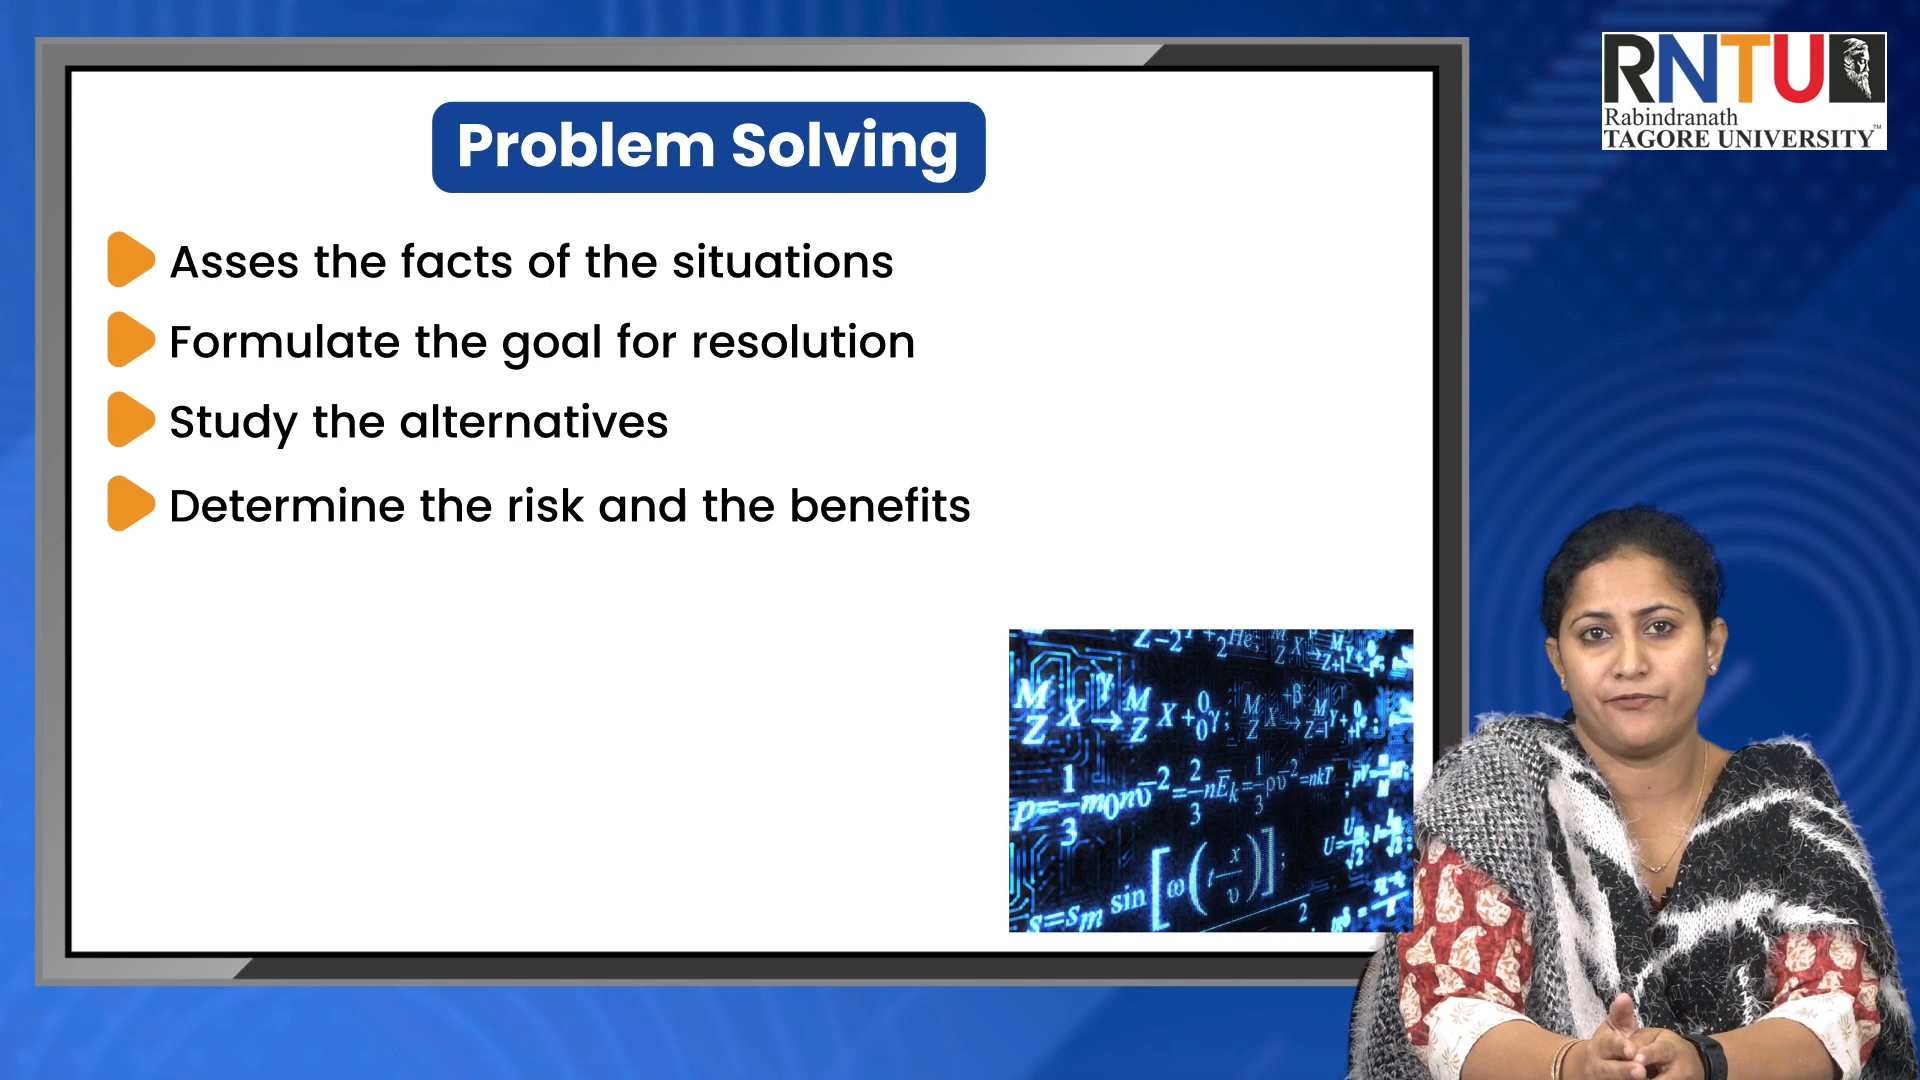 Problem Solving
RNTU
Rabindranath
TAGORE UNIVERSITY™
Asses the facts of the situations
Formulate the goal for resolution
Study the alternatives
Determine the risk and the benefits